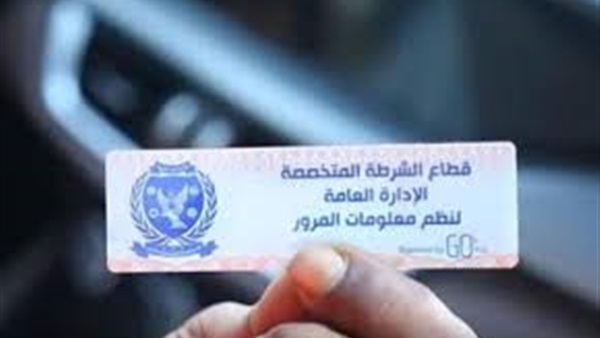 قطاع الشرطة المتخصصة
الإدارة العامة
لنظم معلومات المرور